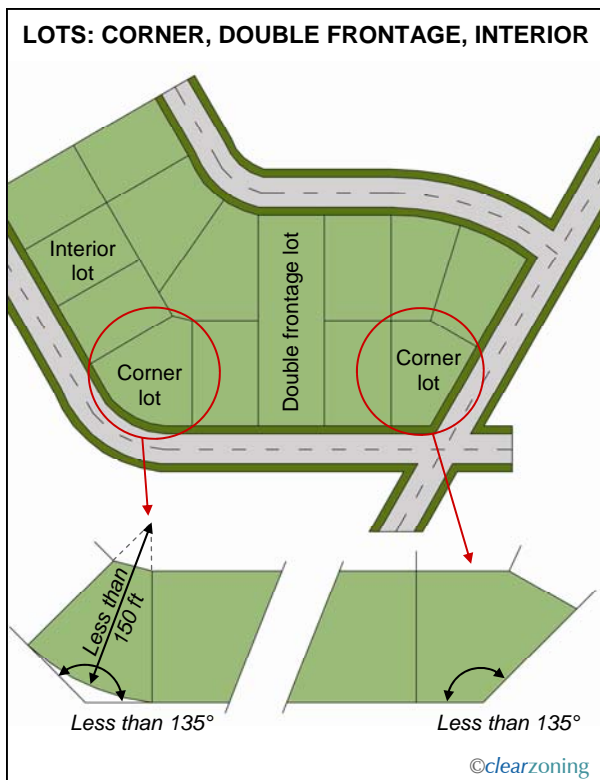 LOTS: CORNER, DOUBLE FRONTAGE, INTERIOR
Interior
lot
Double frontage lot
Corner
lot
Corner
lot
Less than
150 ft
Less than 135°
Less than 135°
©clearzoning